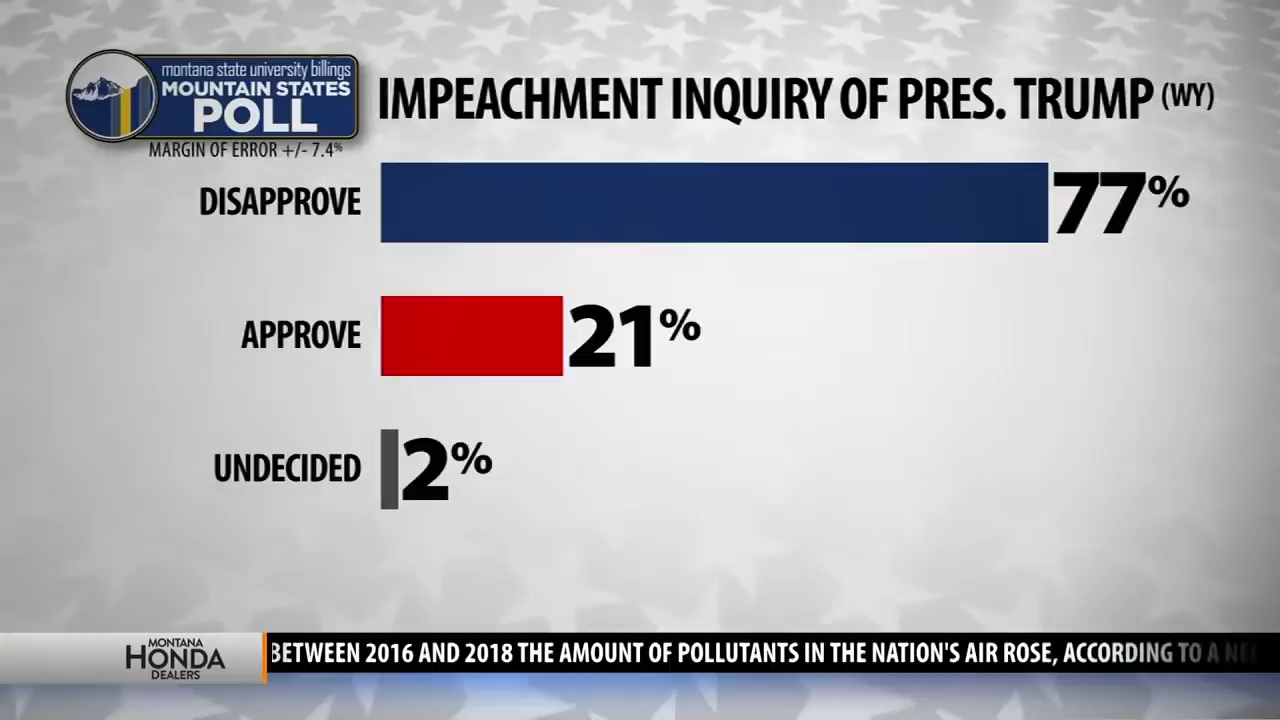 montana state university billings
MOUNTAIN STATES
POLL
MARGIN OF ERROR +/- 7.4%
IMPEACHMENT INQUIRY OF PRES. TRUMP (WY)
DISAPPROVE 77%
APPROVE 21%
UNDECIDED 2%
MONTANA
HONDA
DEALERS
BETWEEN 2016 AND 2018 THE AMOUNT OF POLLUTANTS IN THE NATION'S AIR ROSE, ACCORDING TO A